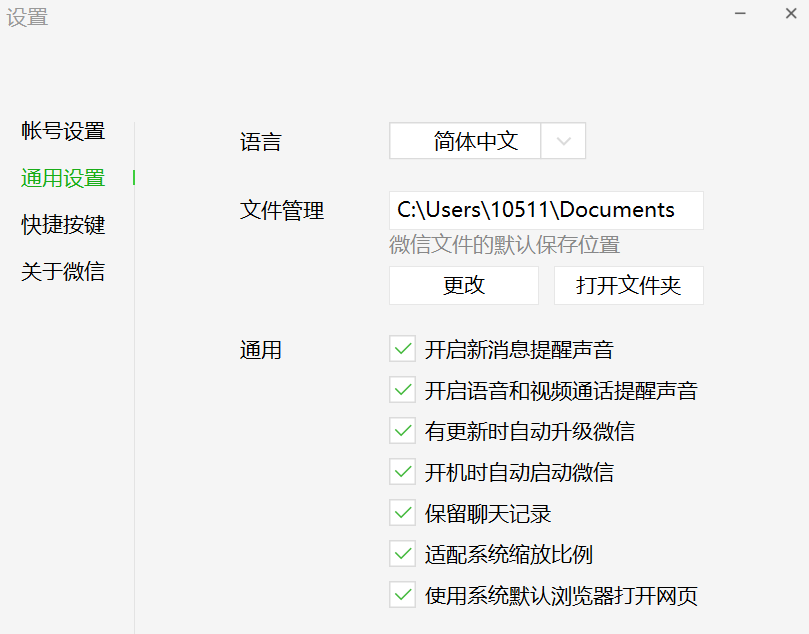 设置
帐号设置
通用设置
快捷按键
关于微信
语言
简体中文
文件管理
C:\Users\10511\Documents
微信文件的默认保存位置
更改
打开文件夹
通用
开启新消息提醒声音
开启语音和视频通话提醒声音
有更新时自动升级微信
开机时自动启动微信
保留聊天记录
适配系统缩放比例
使用系统默认浏览器打开网页